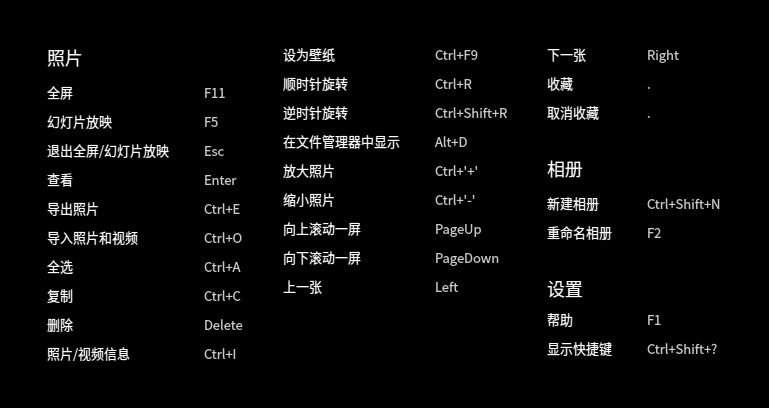 照片
全屏 F11
幻灯片放映 F5
退出全屏/幻灯片放映 Esc
查看 Enter
导出照片 Ctrl+E
导入照片和视频 Ctrl+O
全选 Ctrl+A
复制 Ctrl+C
删除 Delete
照片/视频信息 Ctrl+I
设为壁纸 Ctrl+F9
顺时针旋转 Ctrl+R
逆时针旋转 Ctrl+Shift+R
在文件管理器中显示 Alt+D
放大照片 Ctrl+'+'
缩小照片 Ctrl+'-'
向上滚动一屏 PageUp
向下滚动一屏 PageDown
上一张 Left
下一张 Right
收藏 .
取消收藏 .
相册
新建相册 Ctrl+Shift+N
重命名相册 F2
设置
帮助 F1
显示快捷键 Ctrl+Shift+?